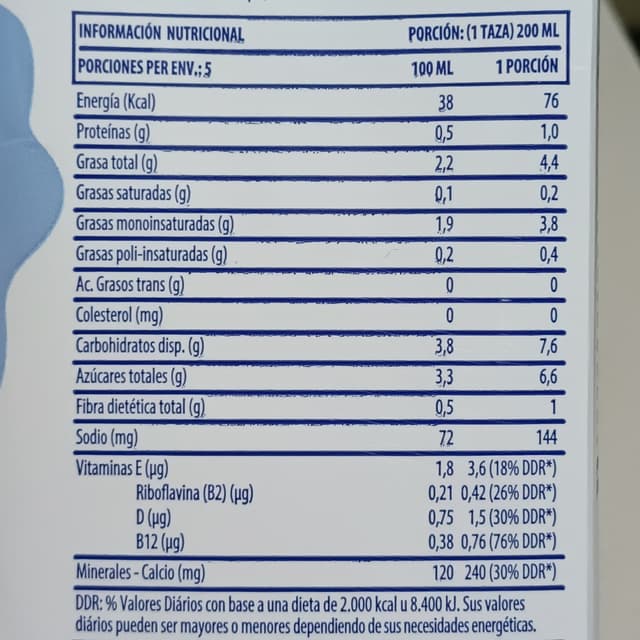 INFORMACIÓN NUTRICIONAL PORCIÓN: (1 TAZA) 200 ML
PORCIONES PER ENV.: 5 100 ML 1 PORCIÓN
Energía (Kcal) 38 76
Proteínas (g) 0,5 1,0
Grasa total (g) 2,2 4,4
Grasas saturadas (g) 0,1 0,2
Grasas monoinsaturadas (g) 1,9 3,8
Grasas poli-insaturadas (g) 0,2 0,4
Ac. Grasos trans (g) 0 0
Colesterol (mg) 0 0
Carbohidratos disp. (g) 3,8 7,6
Azúcares totales (g) 3,3 6,6
Fibra dietética total (g) 0,5 1
Sodio (mg) 72 144
Vitaminas E (μg) 1,8 3,6 (18% DDR*)
Riboflavina (B2) (μg) 0,21 0,42 (26% DDR*)
D (μg) 0,75 1,5 (30% DDR*)
B12 (μg) 0,38 0,76 (76% DDR*)
Minerales - Calcio (mg) 120 240 (30% DDR*)
DDR: % Valores Diários con base a una dieta de 2.000 kcal u 8.400 kJ. Sus valores
diários pueden ser mayores o menores dependiendo de sus necesidades energéticas.